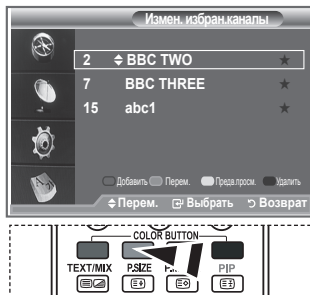 Измен. избран.каналы
2 BBC TWO
7 BBC THREE
15 abc1
Добавить Перем. Предв.просм. Удалить
Перем. Выбрать Возврат
COLOR BUTTON
TEXT/MIX P.SIZE PIP